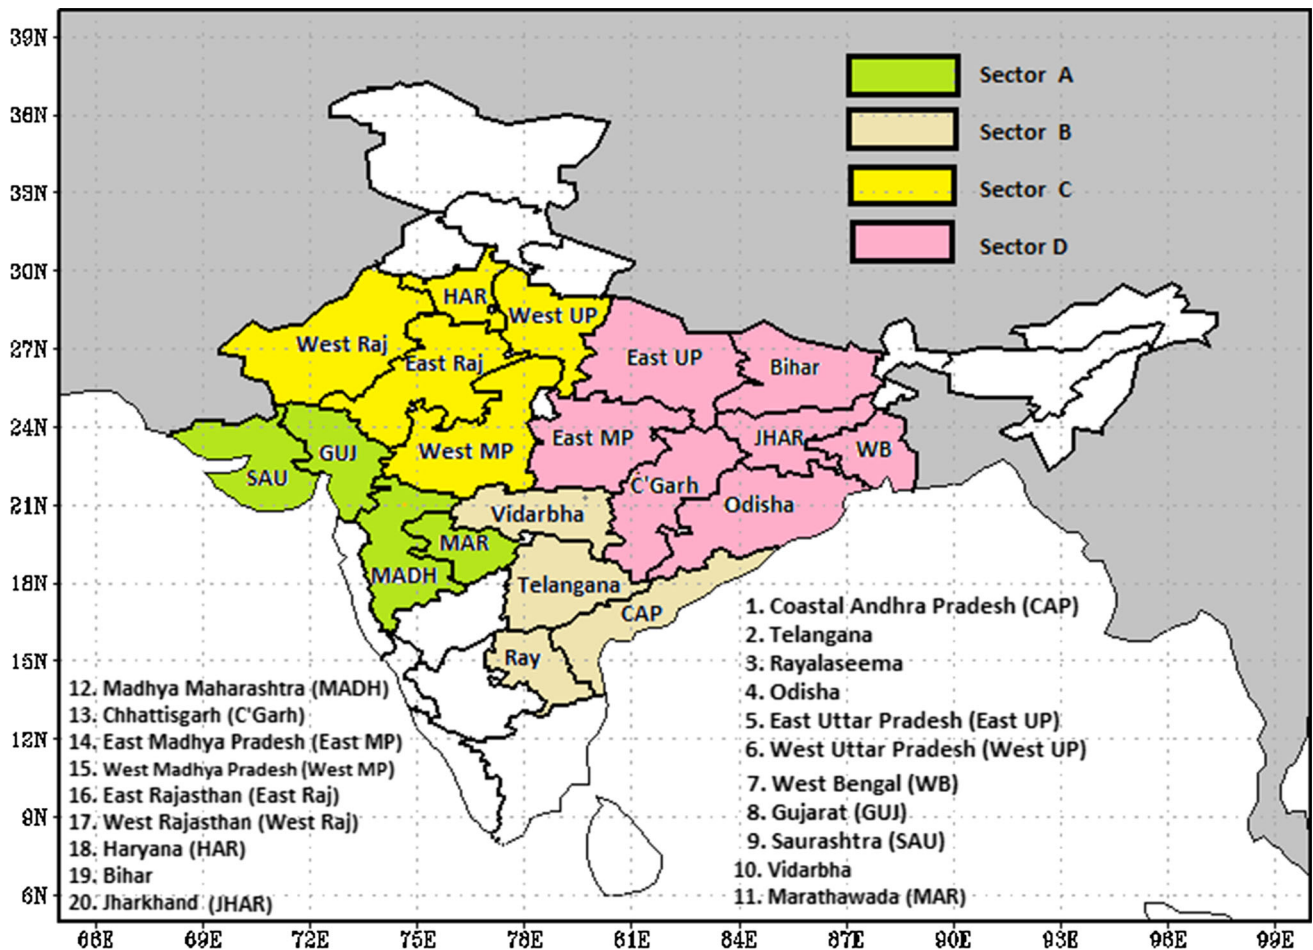 39N
36N
33N
30N
27N
24N
21N
18N
15N
12N
9N
6N
Sector A
Sector B
Sector C
Sector D
HAR
West UP
West Raj
East Raj
East UP
Bihar
West MP
East MP
JHAR
WB
GUJ
SAU
C'Garh
Odisha
Vidarbha
MAR
MADH
Telangana
CAP
Ray
1. Coastal Andhra Pradesh (CAP)
2. Telangana
3. Rayalaseema
4. Odisha
5. East Uttar Pradesh (East UP)
6. West Uttar Pradesh (West UP)
7. West Bengal (WB)
8. Gujarat (GUJ)
9. Saurashtra (SAU)
10. Vidarbha
11. Marathawada (MAR)
12. Madhya Maharashtra (MADH)
13. Chhattisgarh (C'Garh)
14. East Madhya Pradesh (East MP)
15. West Madhya Pradesh (West MP)
16. East Rajasthan (East Raj)
17. West Rajasthan (West Raj)
18. Haryana (HAR)
19. Bihar
20. Jharkhand (JHAR)
66E 69E 72E 75E 78E 81E 84E 87E 90E 93E 96E 99E